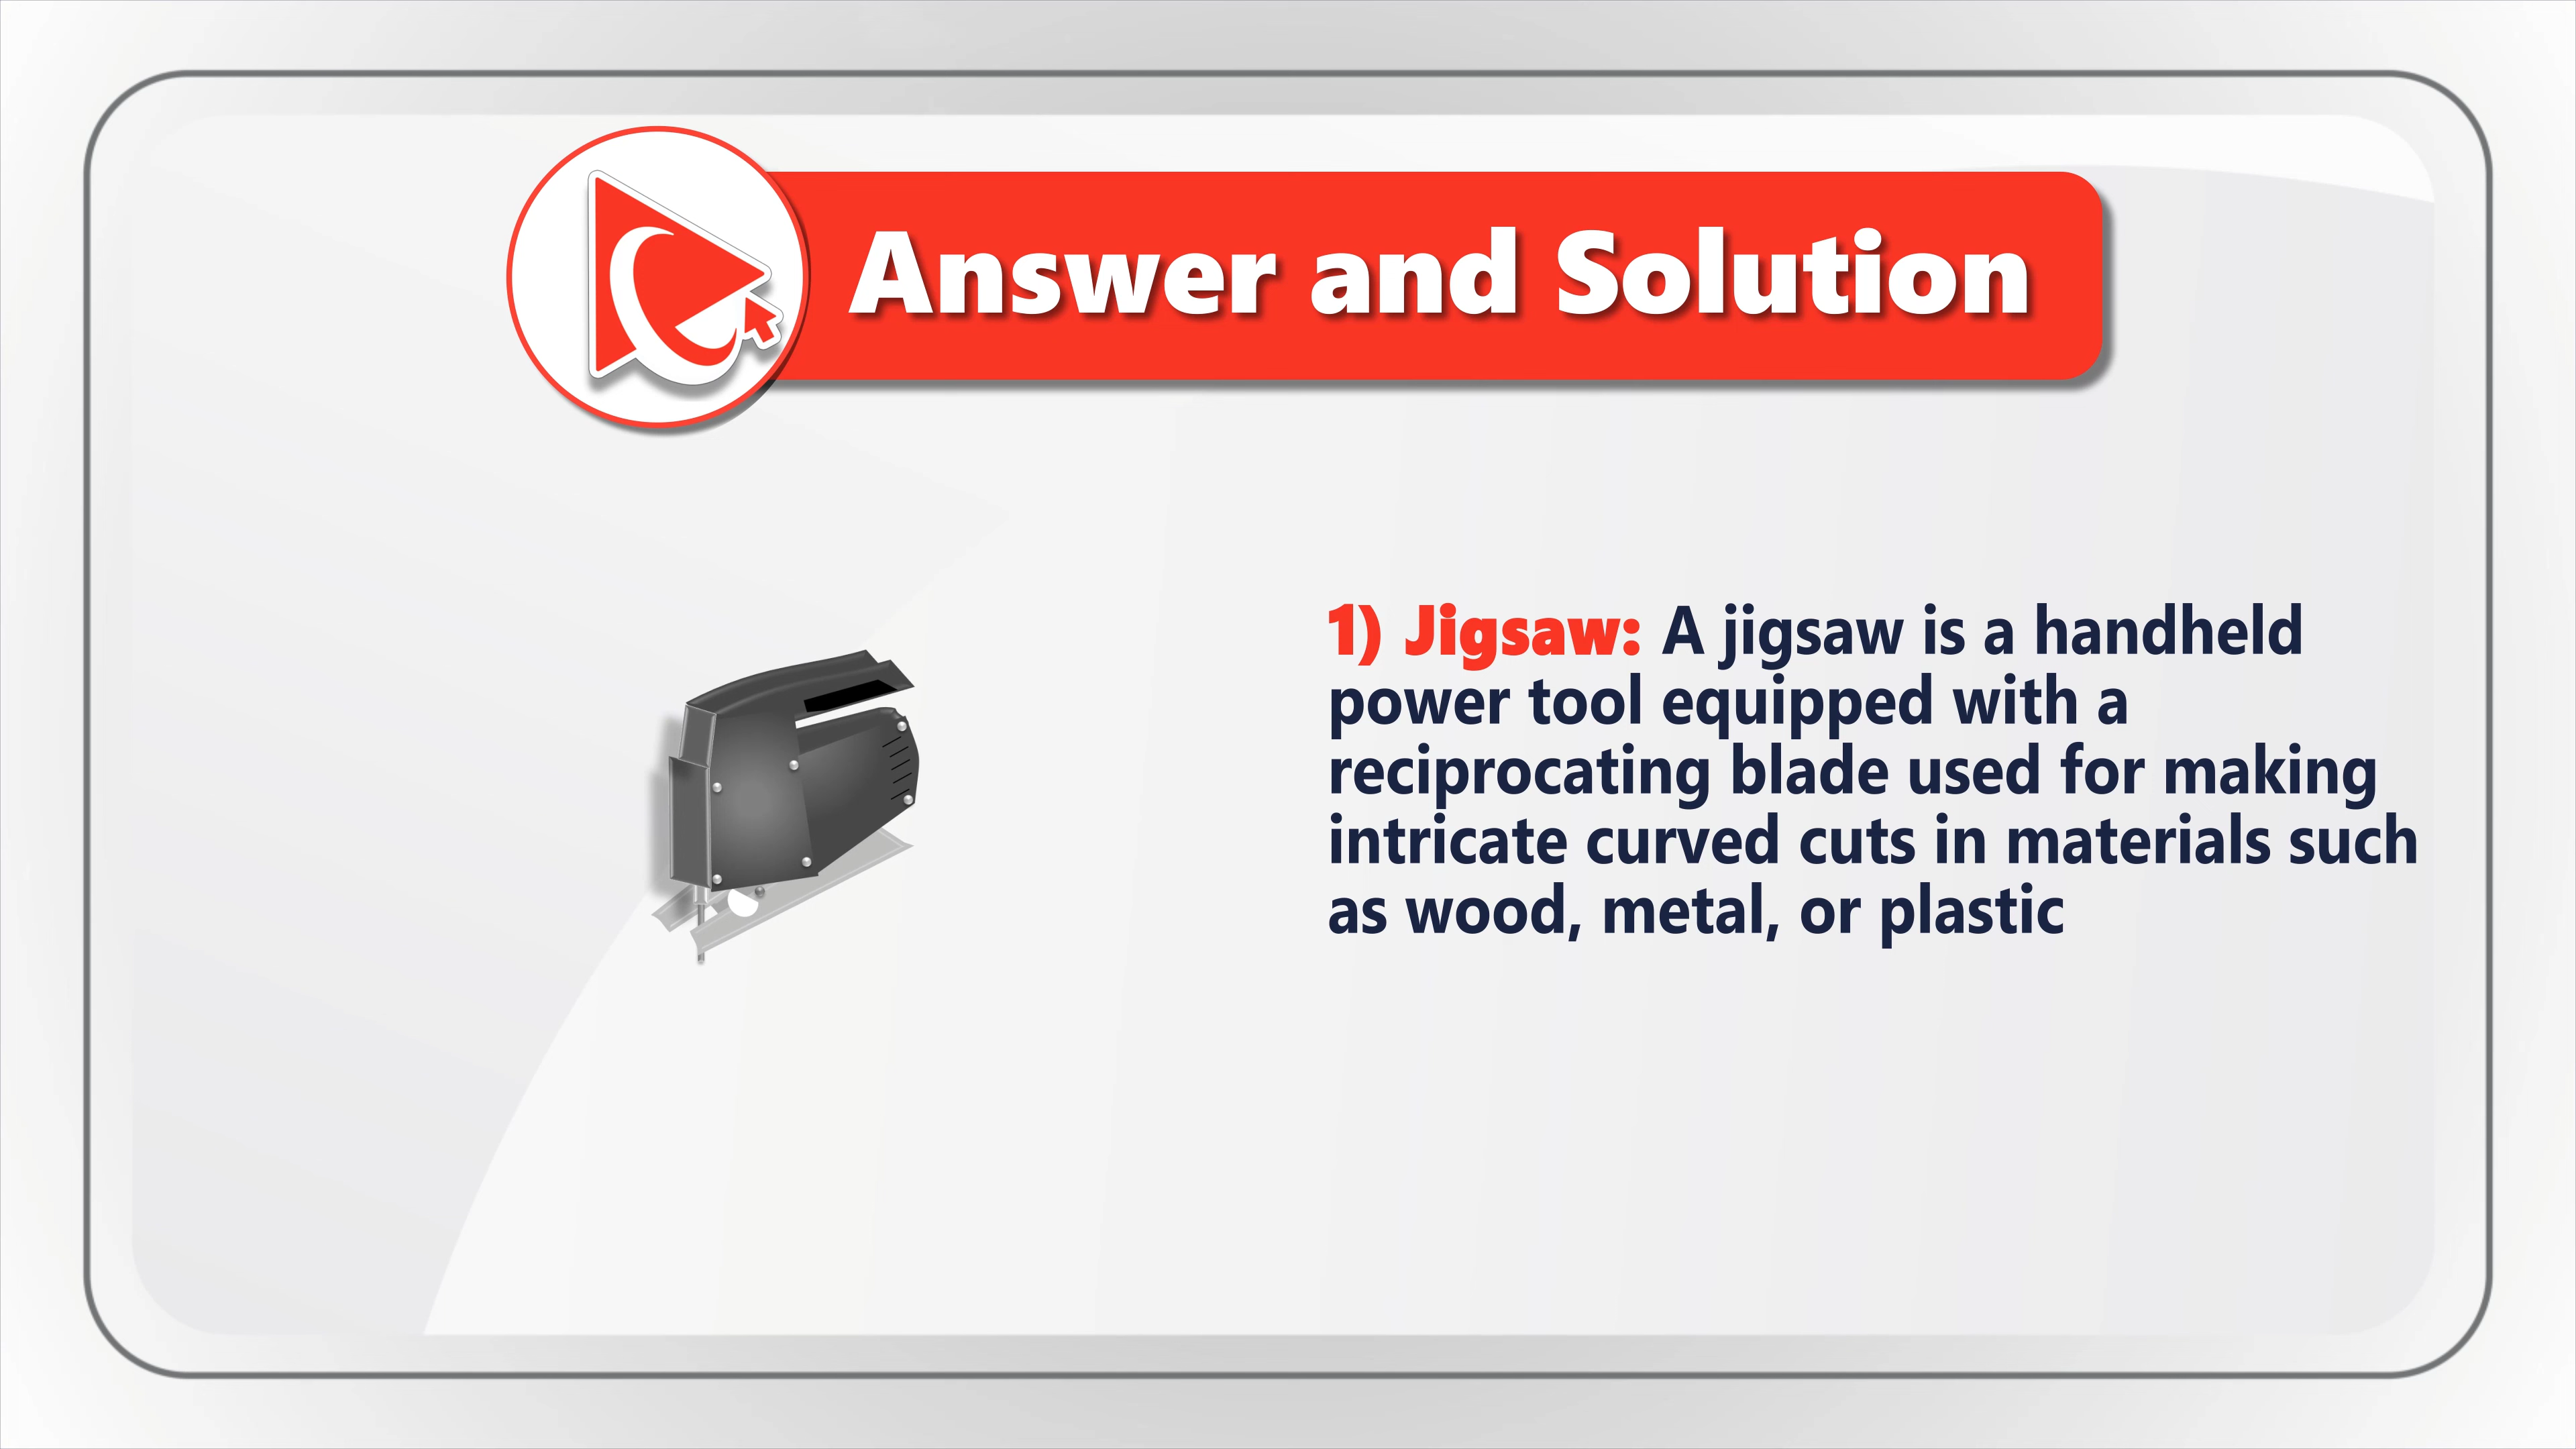 Answer and Solution
1) Jigsaw: A jigsaw is a handheld
power tool equipped with a
reciprocating blade used for making
intricate curved cuts in materials such
as wood, metal, or plastic